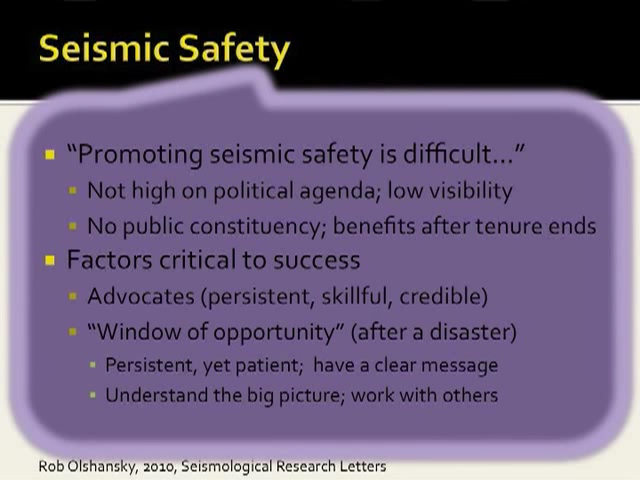 Seismic Safety
“Promoting seismic safety is difficult…”
Not high on political agenda; low visibility
No public constituency; benefits after tenure ends
Factors critical to success
Advocates (persistent, skillful, credible)
“Window of opportunity” (after a disaster)
Persistent, yet patient; have a clear message
Understand the big picture; work with others
Rob Olshansky, 2010, Seismological Research Letters